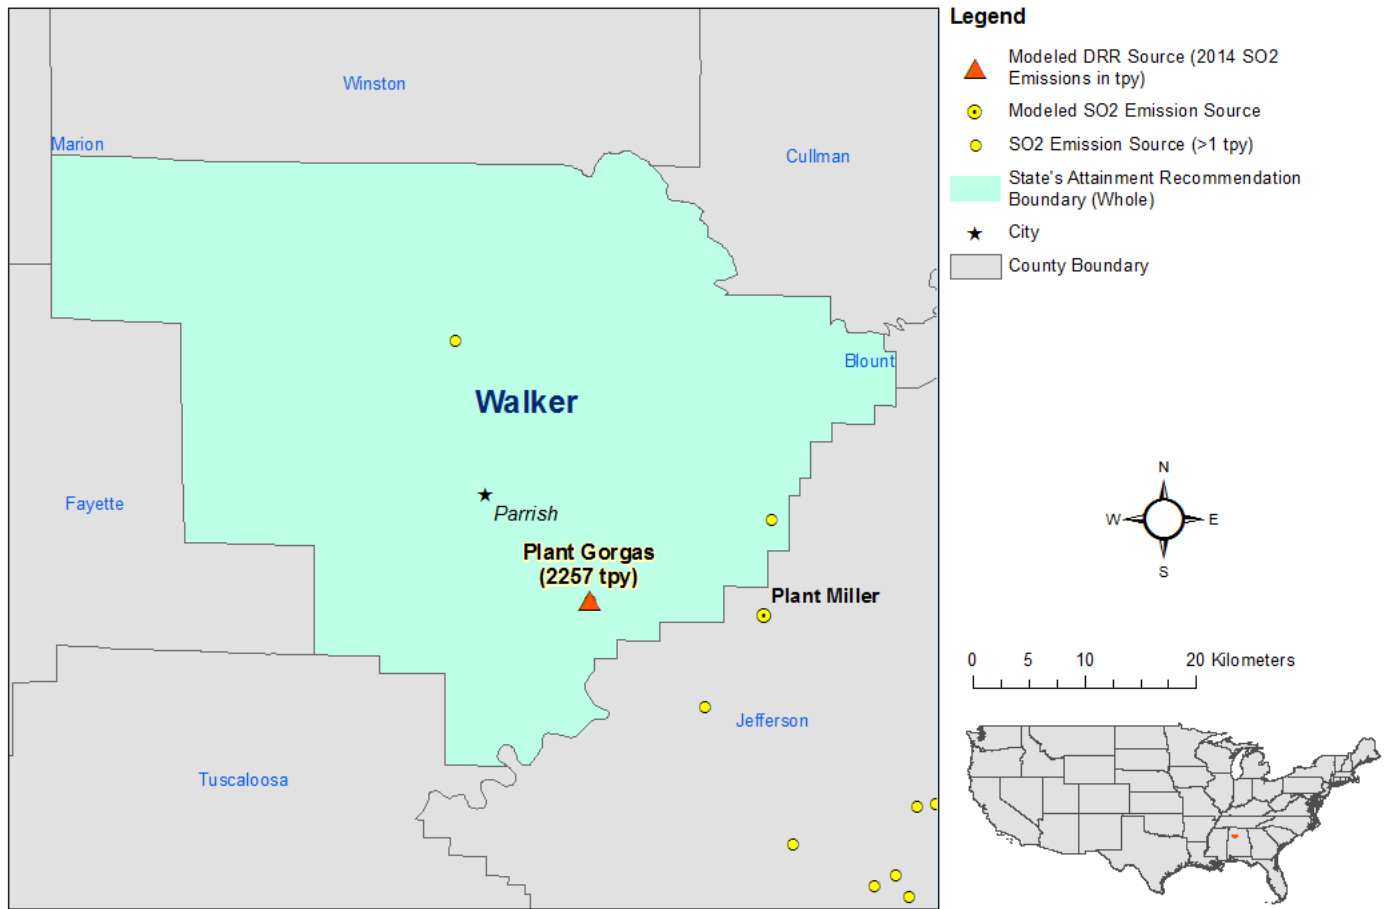 Winston
Marion
Cullman
Blount
Walker
Fayette
Parrish
Plant Gorgas
(2257 tpy)
Plant Miller
Jefferson
Tuscaloosa
Legend
Modeled DRR Source (2014 SO2
Emissions in tpy)
Modeled SO2 Emission Source
SO2 Emission Source (>1 tpy)
State's Attainment Recommendation
Boundary (Whole)
City
County Boundary
N
W E
S
0 5 10 20 Kilometers